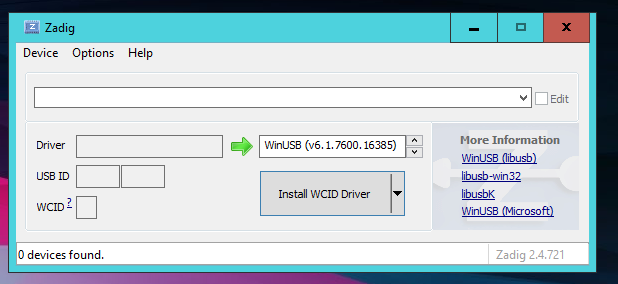 Zadig
Device Options Help
Edit
Driver WinUSB (v6.1.7600.16385)
USB ID
WCID ?
Install WCID Driver
More Information
WinUSB (libusb)
libusb-win32
libusbK
WinUSB (Microsoft)
0 devices found. Zadig 2.4.721